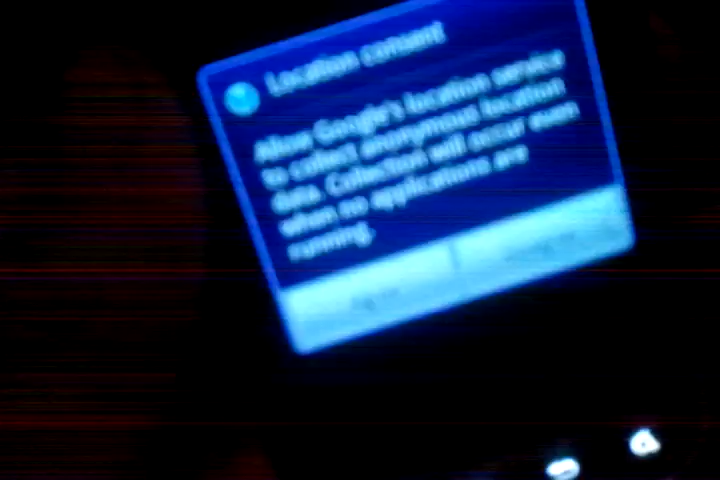 Location consent
Allow Google's location service
to collect anonymous location
data. Collection will occur even
when no applications are
running.